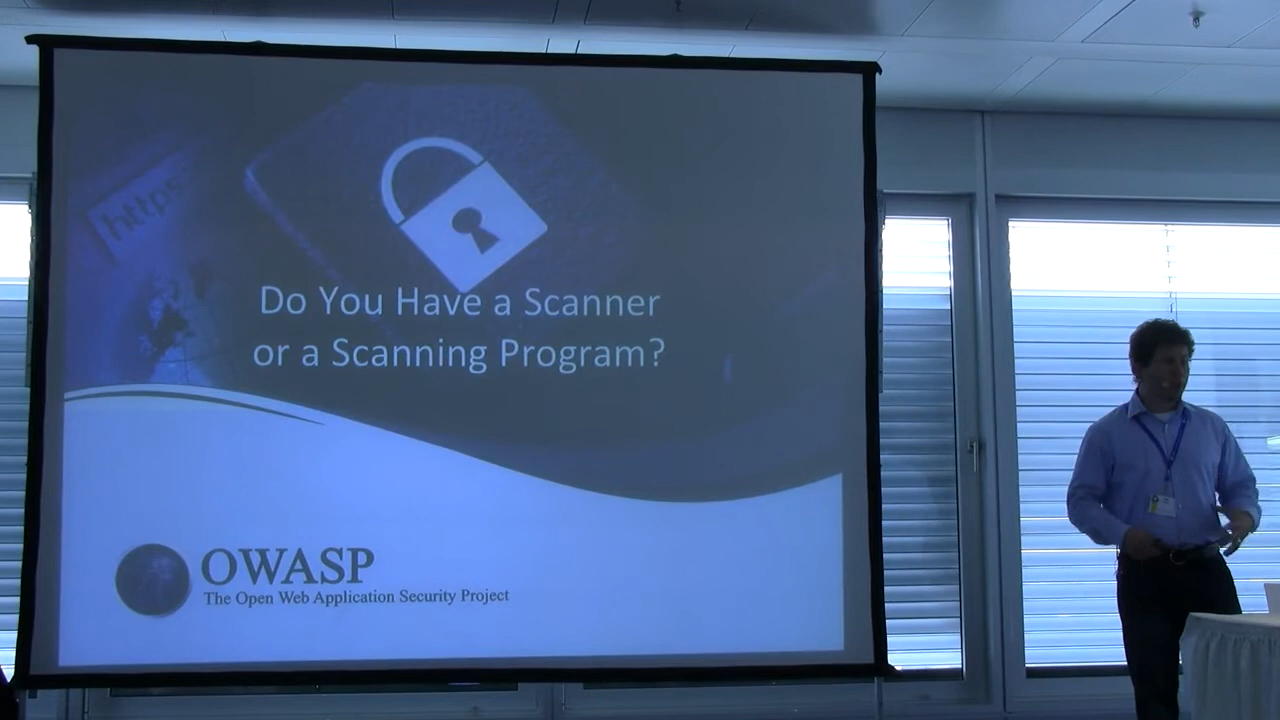 https
Do You Have a Scanner
or a Scanning Program?
OWASP
The Open Web Application Security Project